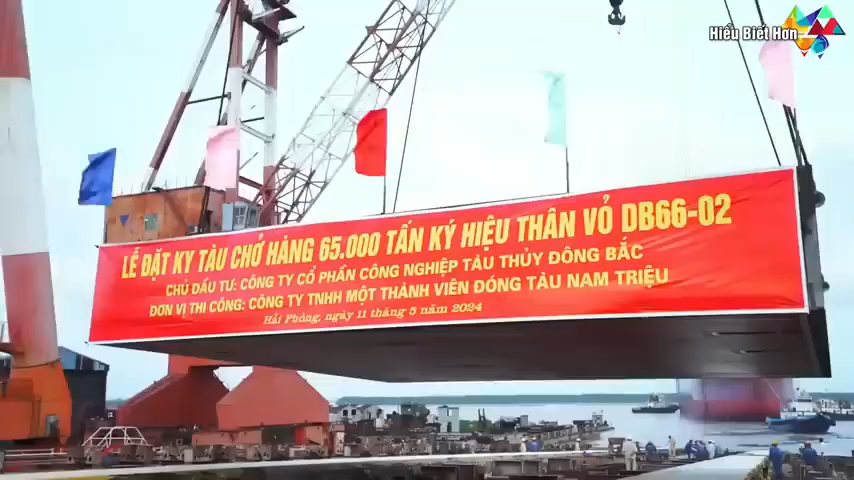 Hiểu Biết Hơn
LỄ ĐẶT KY TÀU CHỞ HÀNG 65.000 TẤN KÝ HIỆU THÂN VỎ DB66-02
CHỦ ĐẦU TƯ: CÔNG TY CỔ PHẦN CÔNG NGHIỆP TÀU THỦY ĐÔNG BẮC
ĐƠN VỊ THI CÔNG: CÔNG TY TNHH MỘT THÀNH VIÊN ĐÓNG TÀU NAM TRIỆU
Hải Phòng, ngày 11 tháng 5 năm 2024